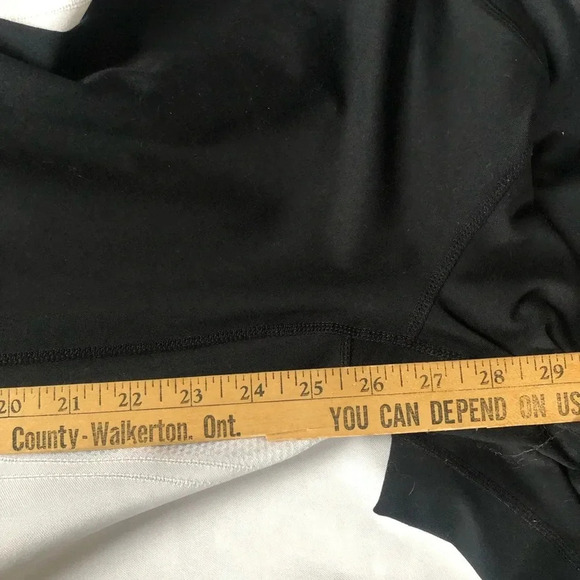 20 21 22 23 24 25 26 27 28 29
County-Walkerton, Ont. YOU CAN DEPEND ON US